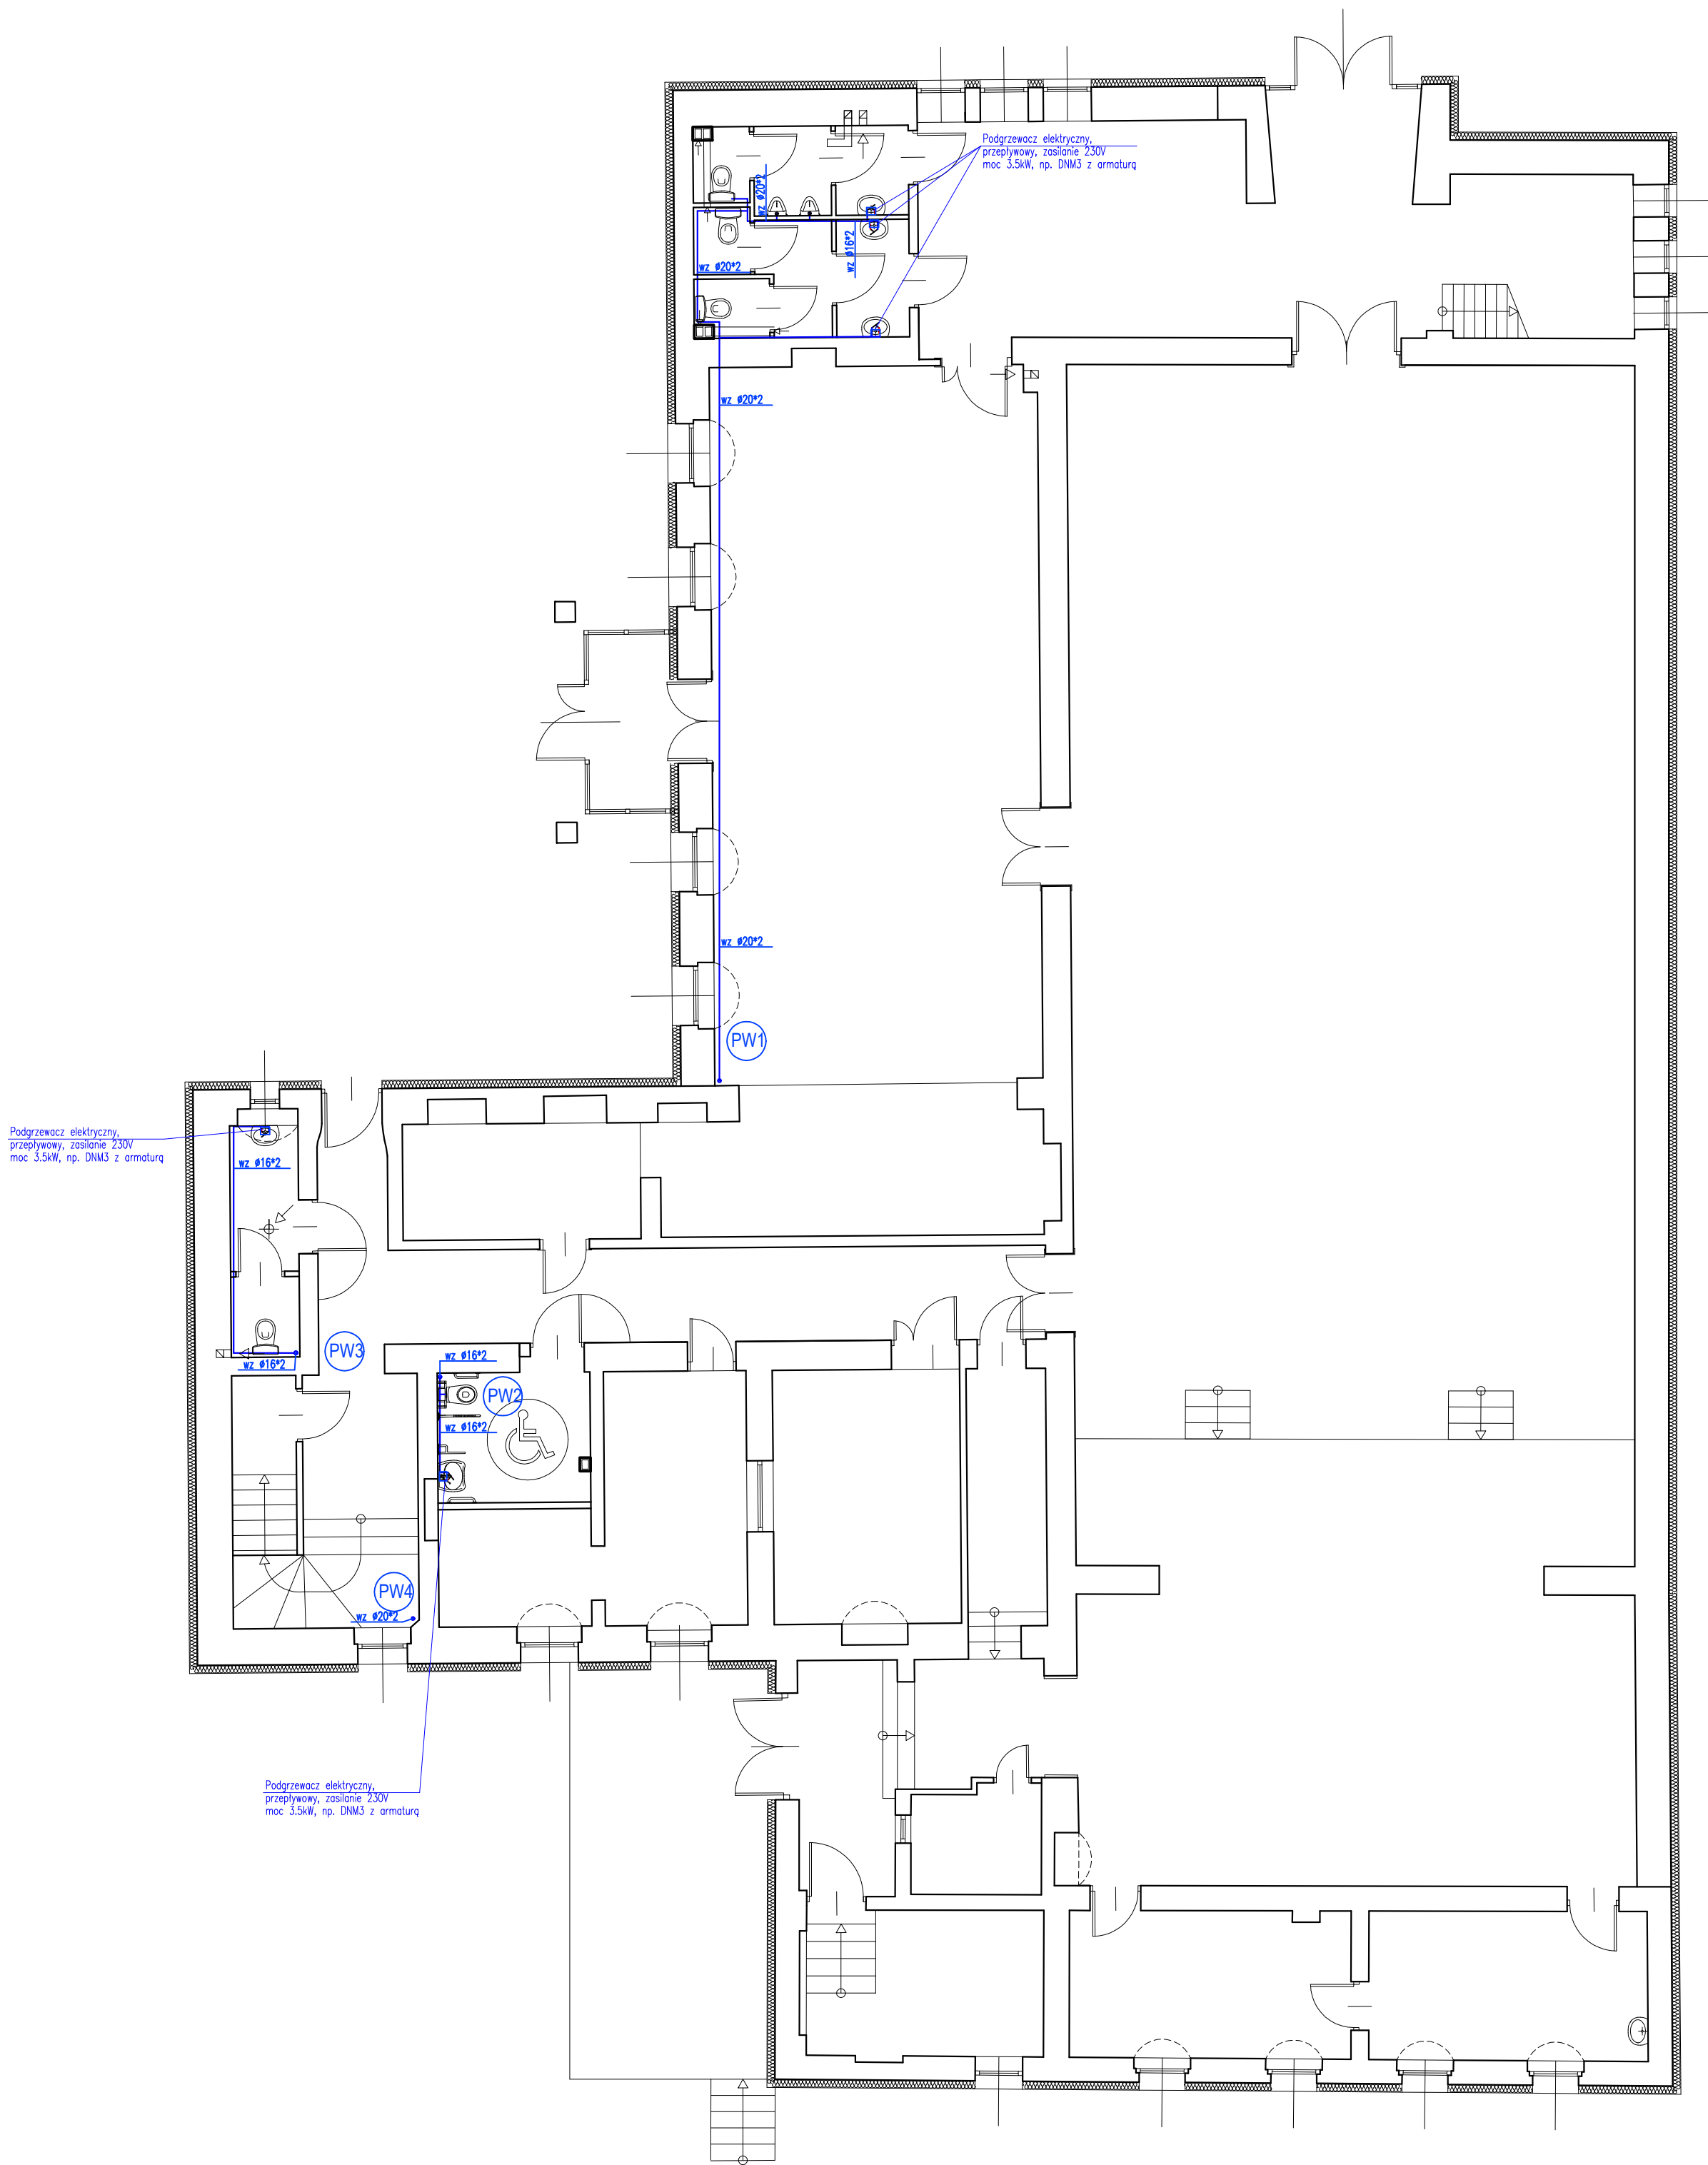 Podgrzewacz elektryczny,
przepływowy, zasilanie 230V
moc 3.5kW, np. DNM3 z armaturą
wz ø20*2
wz ø16*2
wz ø20*2
wz ø20*2
wz ø20*2
PW1
Podgrzewacz elektryczny,
przepływowy, zasilanie 230V
moc 3.5kW, np. DNM3 z armaturą
wz ø16*2
PW3
wz ø16*2
wz ø16*2
PW2
wz ø16*2
PW4
wz ø20*2
Podgrzewacz elektryczny,
przepływowy, zasilanie 230V
moc 3.5kW, np. DNM3 z armaturą